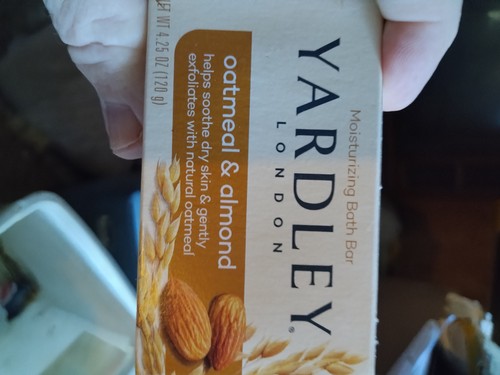 Moisturizing Bath Bar
YARDLEY®
LONDON
oatmeal & almond
helps soothe dry skin & gently
exfoliates with natural oatmeal
WT 4.25 OZ (120 g)